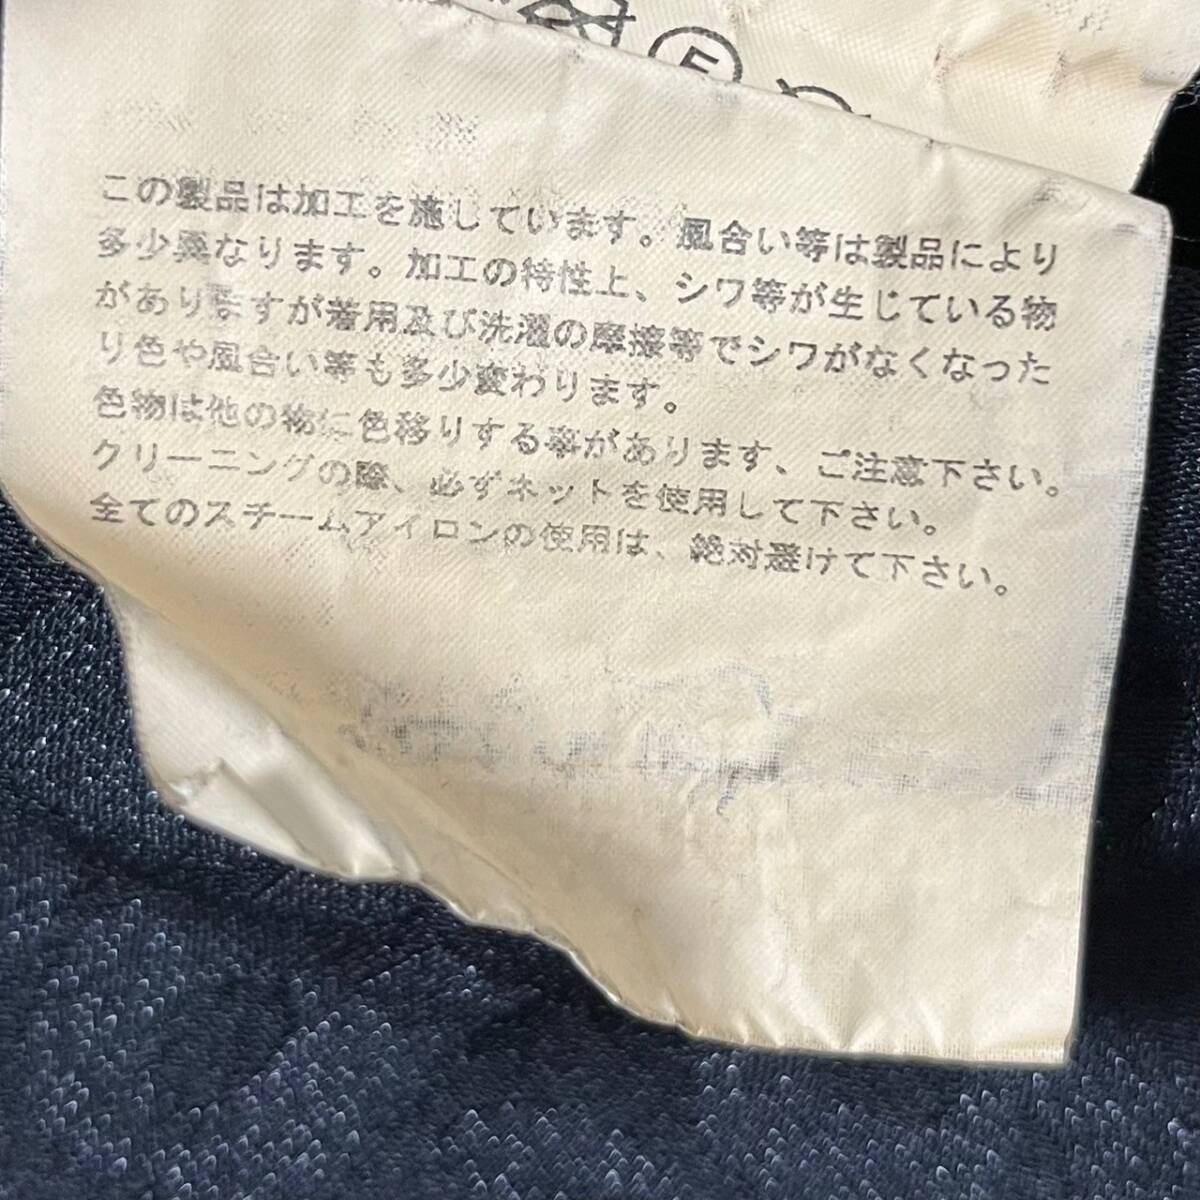 F
この製品は加工を施しています。風合い等は製品により
多少異なります。加工の特性上、シワ等が生じている物
がありますが着用及び洗濯の摩擦等でシワがなくなった
り色や風合い等も多少変わります。
色物は他の物に色移りする事があります、ご注意下さい。
クリーニングの際、必ずネットを使用して下さい。
全てのスチームアイロンの使用は、絶対避けて下さい。